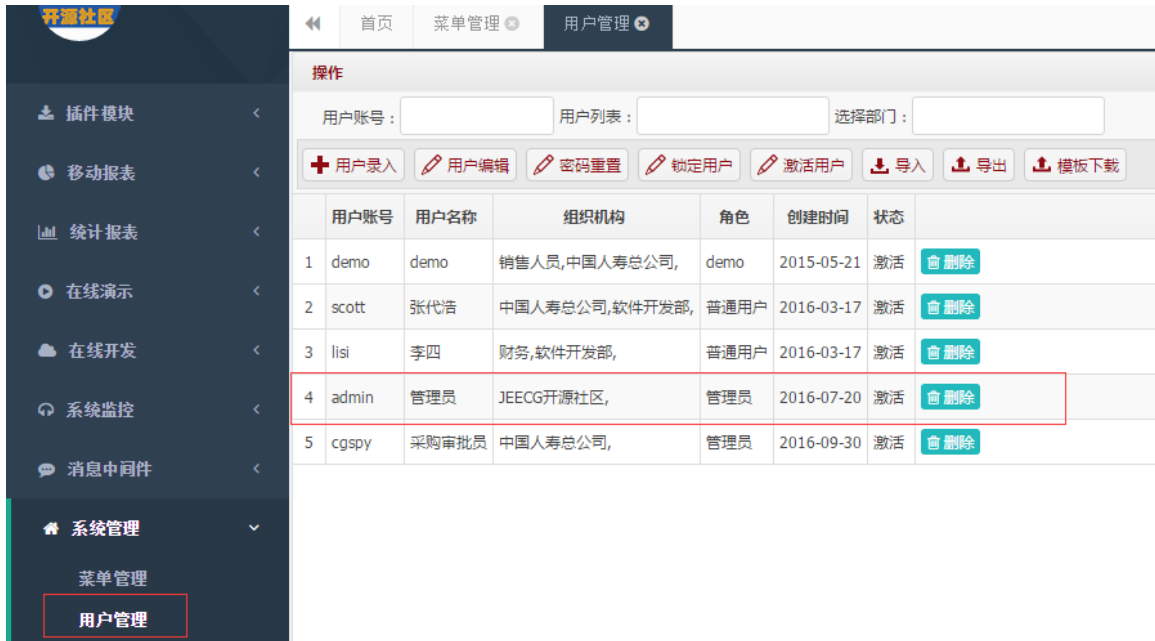 开源社区
插件模块
移动报表
统计报表
在线演示
在线开发
系统监控
消息中间件
系统管理
菜单管理
用户管理
首页 菜单管理 用户管理
操作
用户账号： 用户列表： 选择部门：
用户录入 用户编辑 密码重置 锁定用户 激活用户 导入 导出 模板下载
用户账号 用户名称 组织机构 角色 创建时间 状态
1 demo demo 销售人员,中国人寿总公司, demo 2015-05-21 激活 删除
2 scott 张代浩 中国人寿总公司,软件开发部, 普通用户 2016-03-17 激活 删除
3 lisi 李四 财务,软件开发部, 普通用户 2016-03-17 激活 删除
4 admin 管理员 JEECG开源社区, 管理员 2016-07-20 激活 删除
5 cgspy 采购审批员 中国人寿总公司, 管理员 2016-09-30 激活 删除